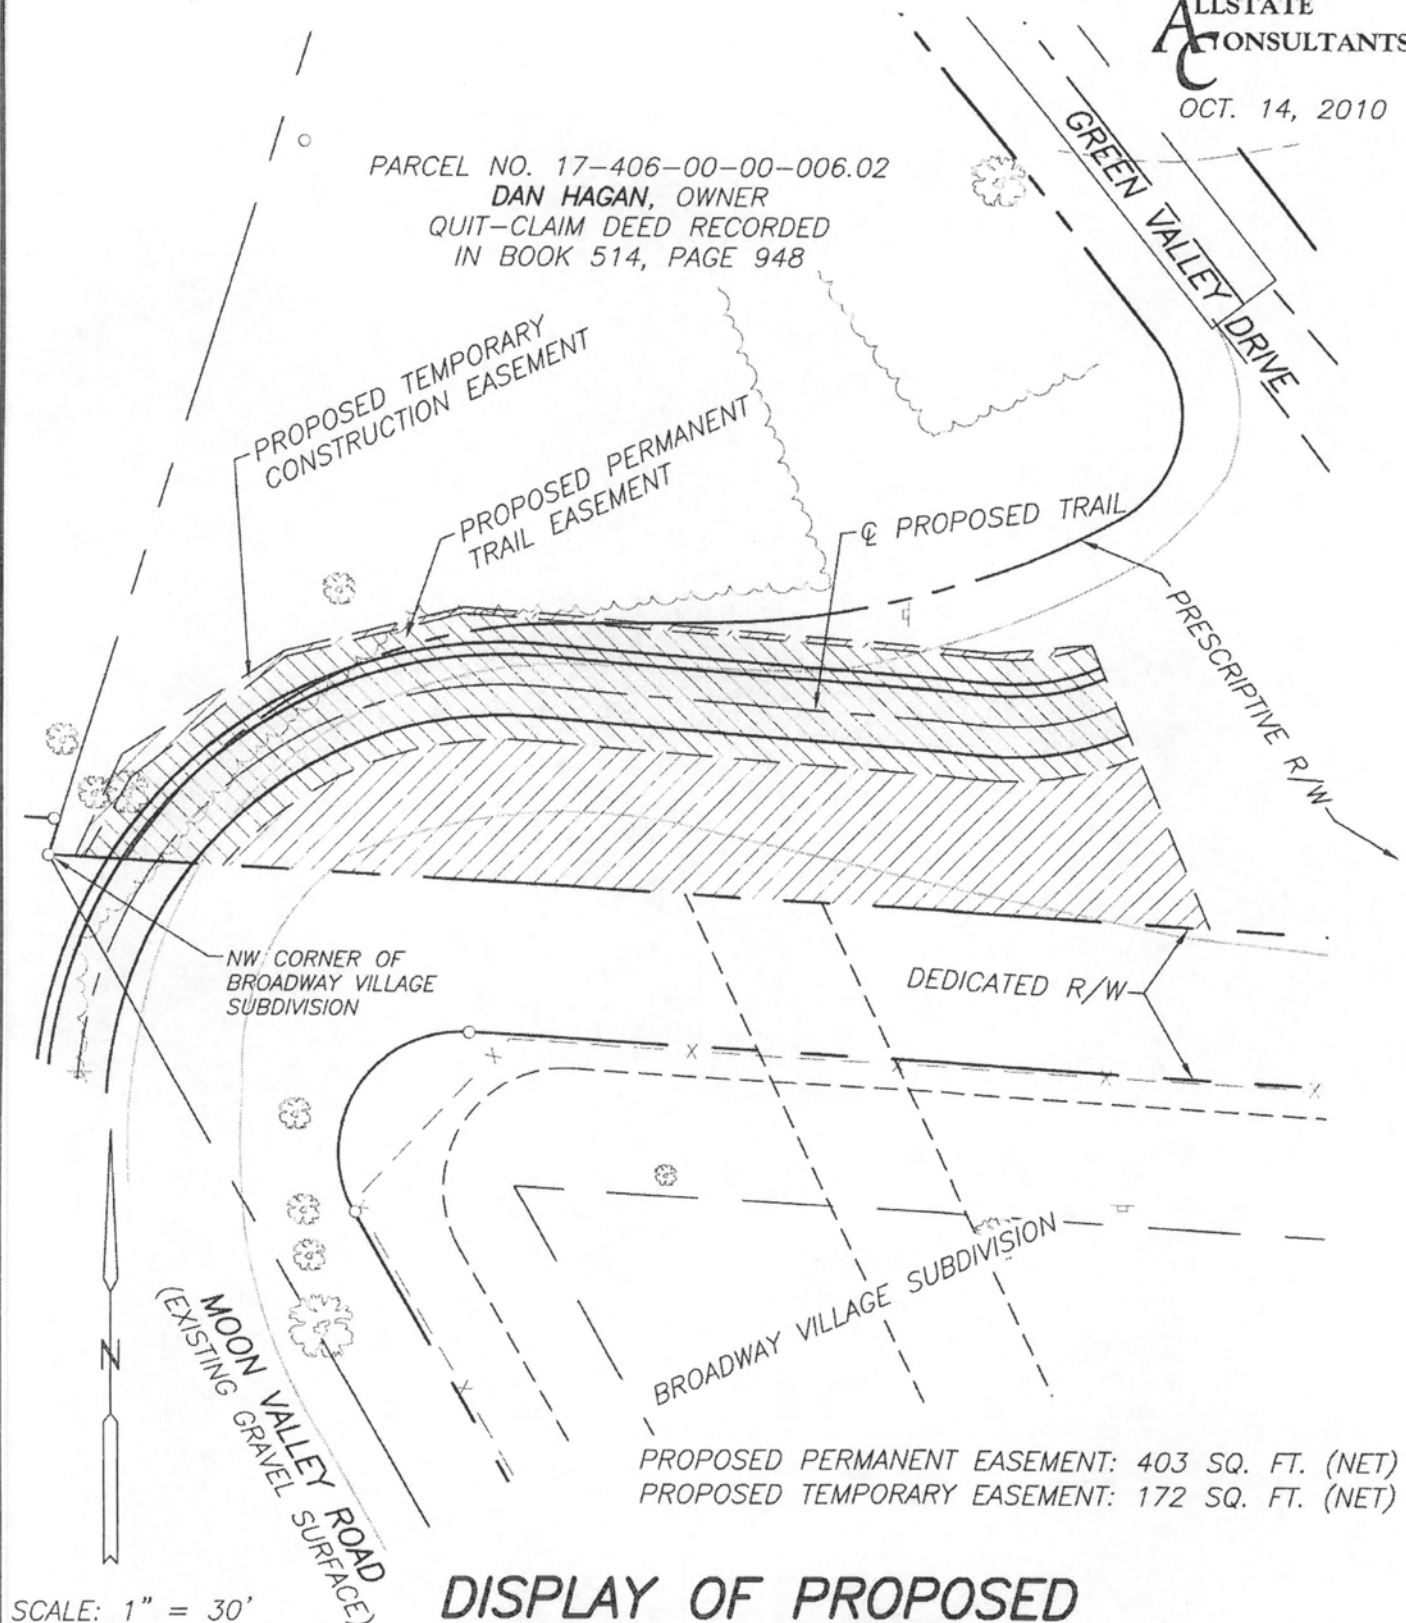 ALLSTATE
CONSULTANTS
OCT. 14, 2010
GREEN VALLEY DRIVE
PARCEL NO. 17-406-00-00-006.02
DAN HAGAN, OWNER
QUIT-CLAIM DEED RECORDED
IN BOOK 514, PAGE 948
PROPOSED TEMPORARY
CONSTRUCTION EASEMENT
PROPOSED PERMANENT
TRAIL EASEMENT
℄ PROPOSED TRAIL
PRESCRIPTIVE R/W
NW CORNER OF
BROADWAY VILLAGE
SUBDIVISION
DEDICATED R/W
BROADWAY VILLAGE SUBDIVISION
N
MOON VALLEY ROAD
(EXISTING GRAVEL SURFACE)
PROPOSED PERMANENT EASEMENT: 403 SQ. FT. (NET)
PROPOSED TEMPORARY EASEMENT: 172 SQ. FT. (NET)
SCALE: 1" = 30'
DISPLAY OF PROPOSED